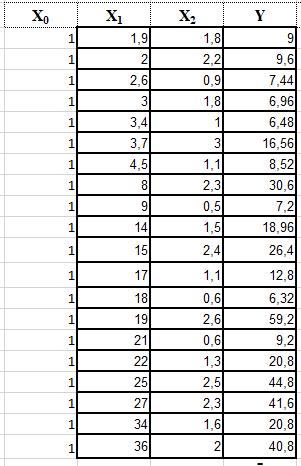 X₀ X₁ X₂ Y
1 1,9 1,8 9
1 2 2,2 9,6
1 2,6 0,9 7,44
1 3 1,8 6,96
1 3,4 1 6,48
1 3,7 3 16,56
1 4,5 1,1 8,52
1 8 2,3 30,6
1 9 0,5 7,2
1 14 1,5 18,96
1 15 2,4 26,4
1 17 1,1 12,8
1 18 0,6 6,32
1 19 2,6 59,2
1 21 0,6 9,2
1 22 1,3 20,8
1 25 2,5 44,8
1 27 2,3 41,6
1 34 1,6 20,8
1 36 2 40,8